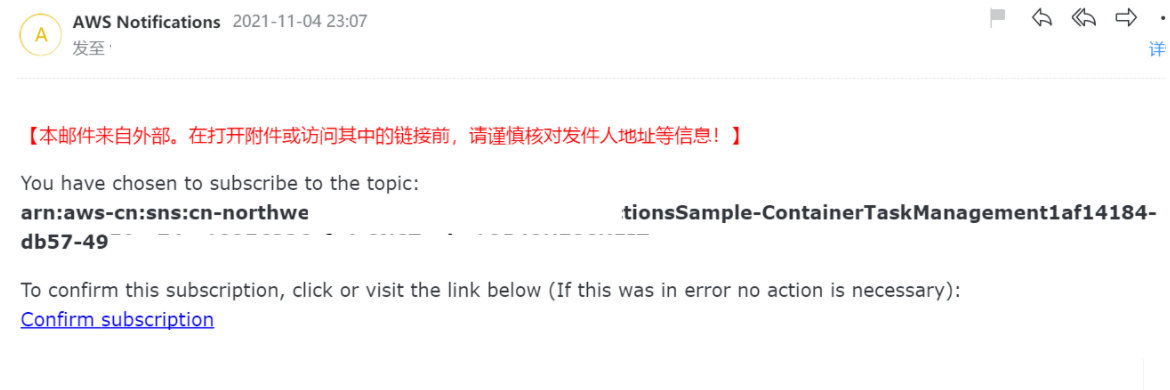 A
AWS Notifications 2021-11-04 23:07
发至
【本邮件来自外部。在打开附件或访问其中的链接前，请谨慎核对发件人地址等信息！】
You have chosen to subscribe to the topic:
arn:aws-cn:sns:cn-northwe tionsSample-ContainerTaskManagement1af14184-
db57-49
To confirm this subscription, click or visit the link below (If this was in error no action is necessary):
Confirm subscription